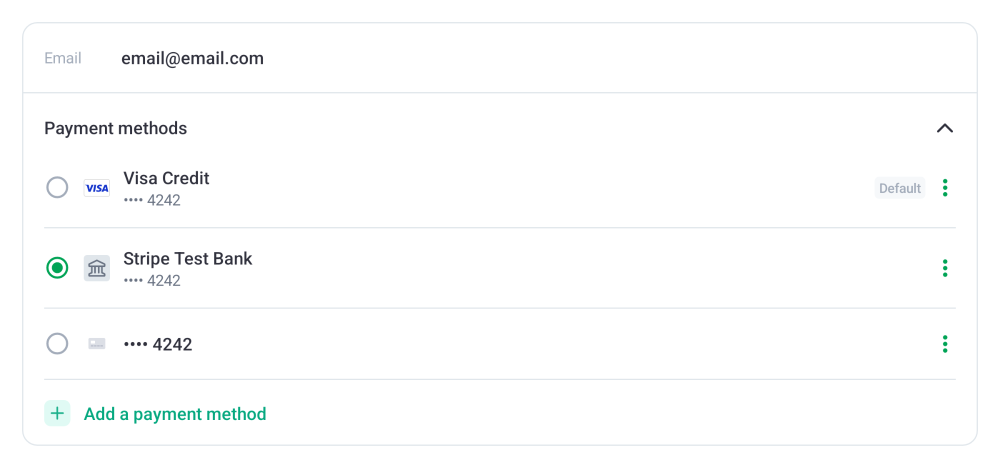 Email email@email.com
Payment methods
VISA Visa Credit
•••• 4242
Default
Stripe Test Bank
•••• 4242
•••• 4242
Add a payment method